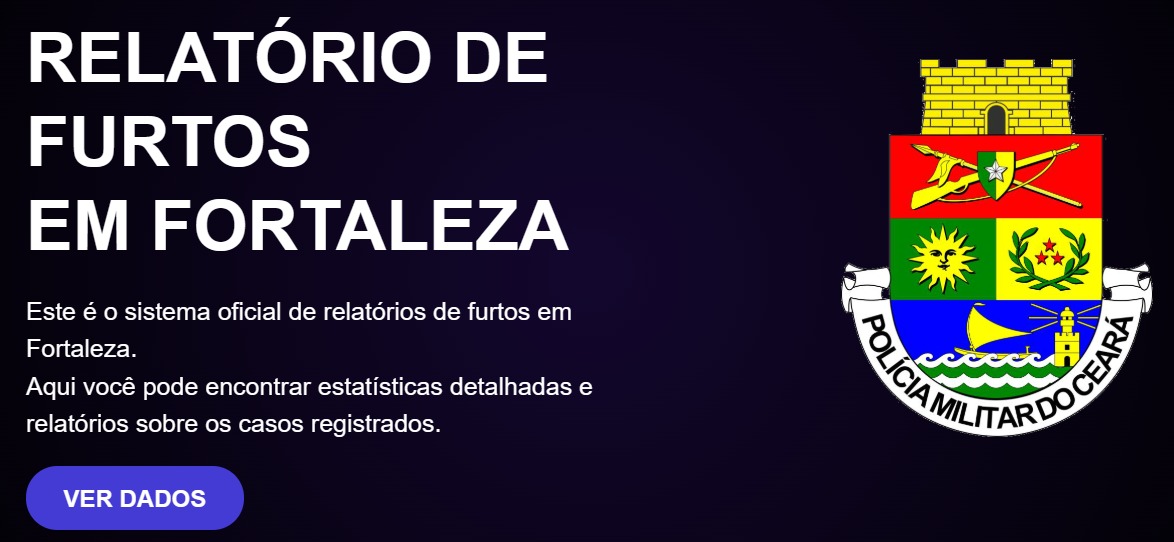 RELATÓRIO DE
FURTOS
EM FORTALEZA
Este é o sistema oficial de relatórios de furtos em
Fortaleza.
Aqui você pode encontrar estatísticas detalhadas e
relatórios sobre os casos registrados.
VER DADOS
POLÍCIA MILITAR DO CEARÁ